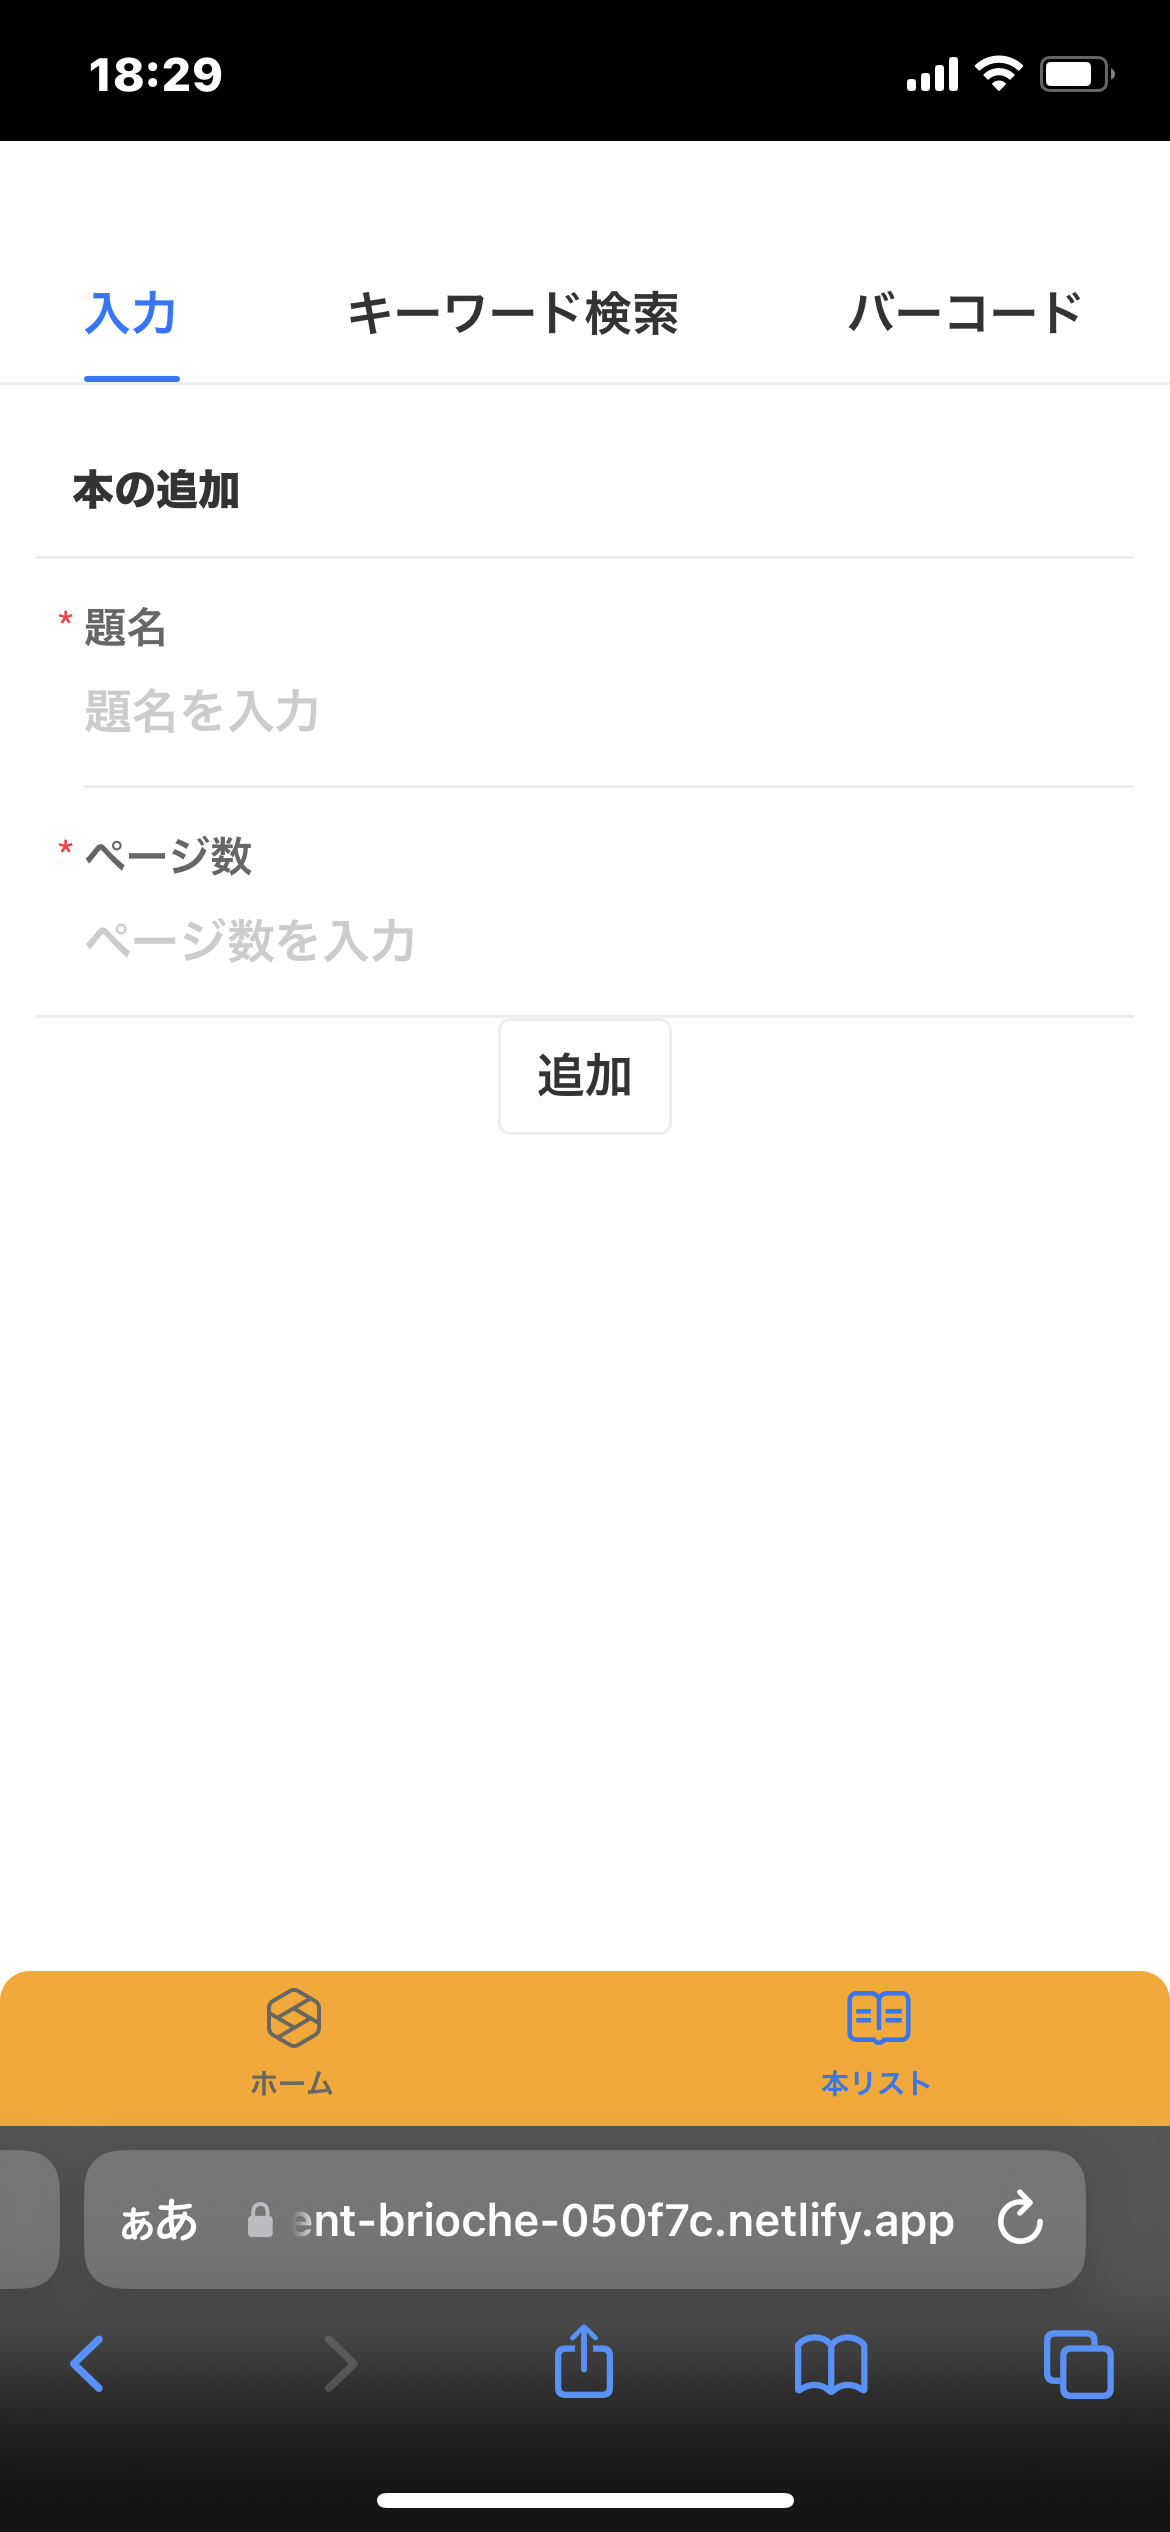 18:29
入力 キーワード検索 バーコード
本の追加
* 題名
題名を入力
* ページ数
ページ数を入力
追加
ホーム 本リスト
ぁあ ent-brioche-050f7c.netlify.app